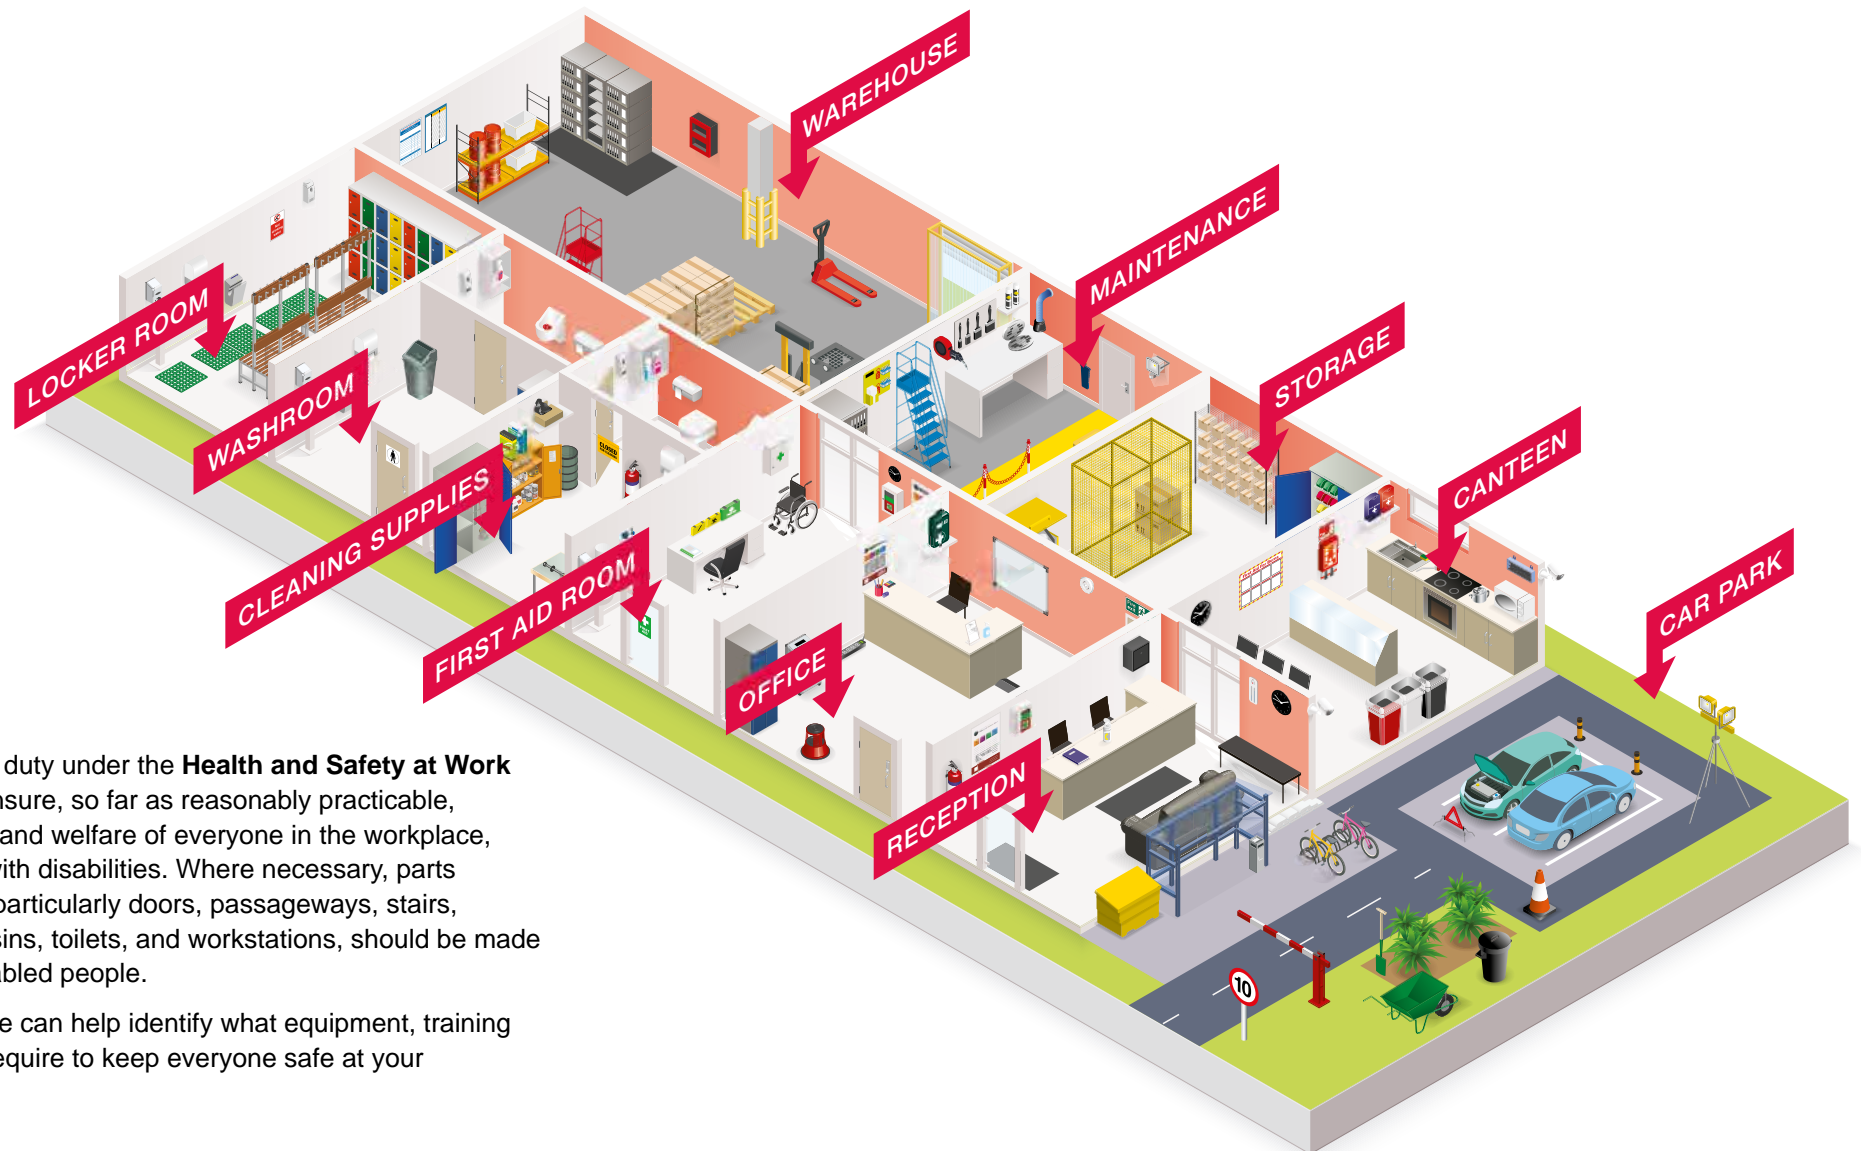 WAREHOUSE
MAINTENANCE
STORAGE
CANTEEN
CAR PARK
LOCKER ROOM
WASHROOM
CLEANING SUPPLIES
CLOSED
FIRST AID ROOM
OFFICE
RECEPTION
10
duty under the Health and Safety at Work
nsure, so far as reasonably practicable,
and welfare of everyone in the workplace,
with disabilities. Where necessary, parts
particularly doors, passageways, stairs,
sins, toilets, and workstations, should be made
abled people.
e can help identify what equipment, training
equire to keep everyone safe at your